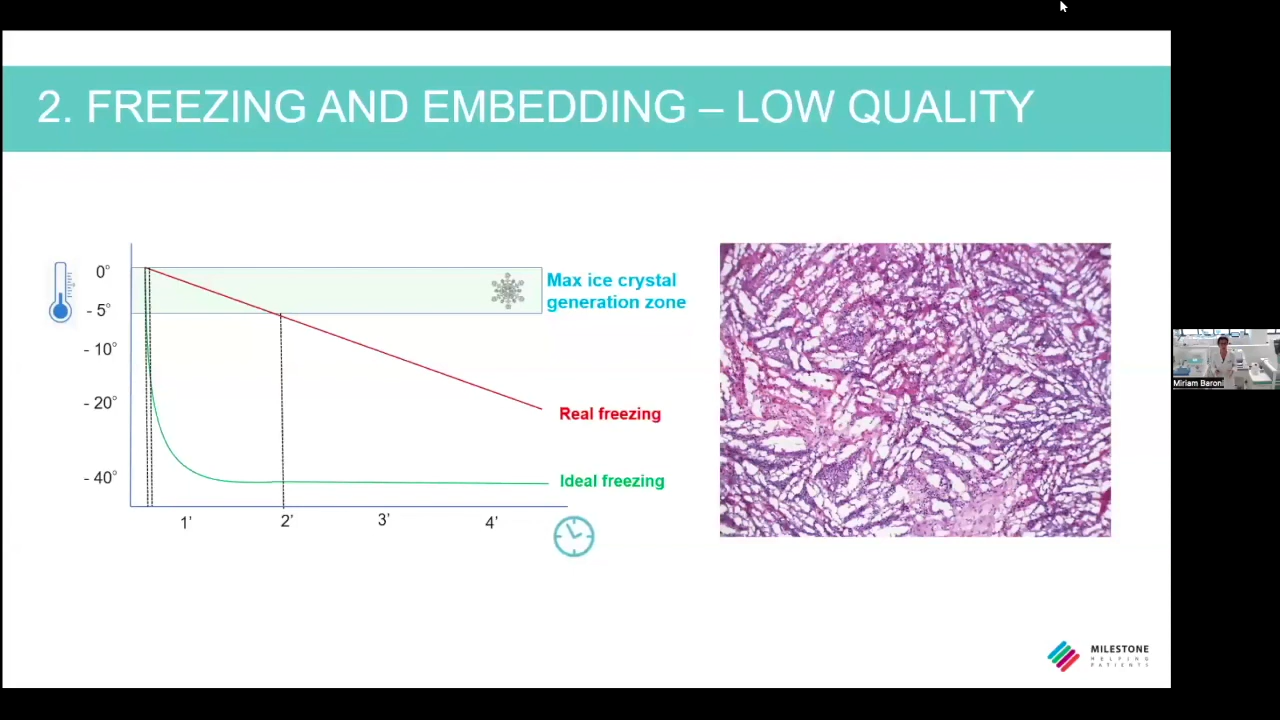 2. FREEZING AND EMBEDDING – LOW QUALITY
0°
- 5°
- 10°
- 20°
- 40°
Max ice crystal
generation zone
Real freezing
Ideal freezing
1'
2'
3'
4'
Miriam Baroni
MILESTONE
HELPING
PATIENTS